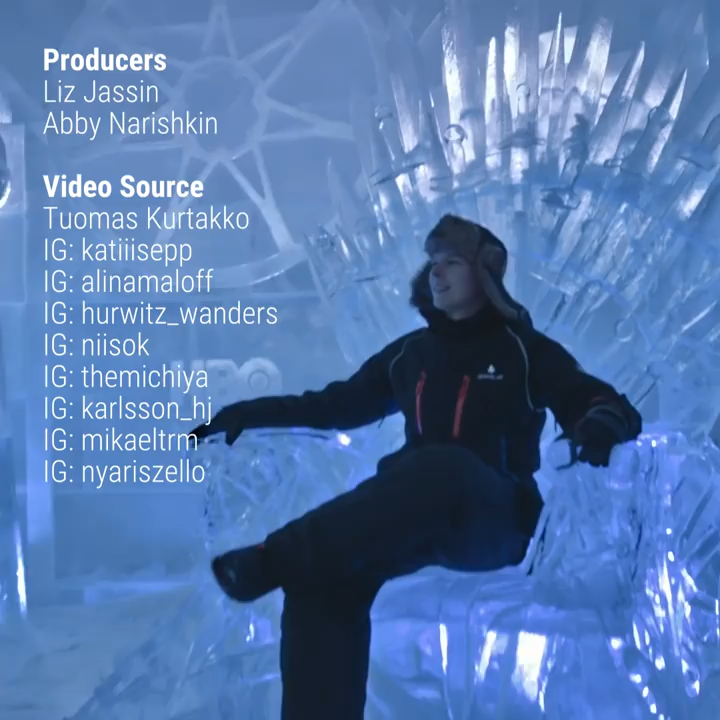 Producers
Liz Jassin
Abby Narishkin
Video Source
Tuomas Kurtakko
IG: katiiisepp
IG: alinamaloff
IG: hurwitz_wanders
IG: niisok
IG: themichiya
IG: karlsson_hj
IG: mikaeltrm
IG: nyariszello
HBO